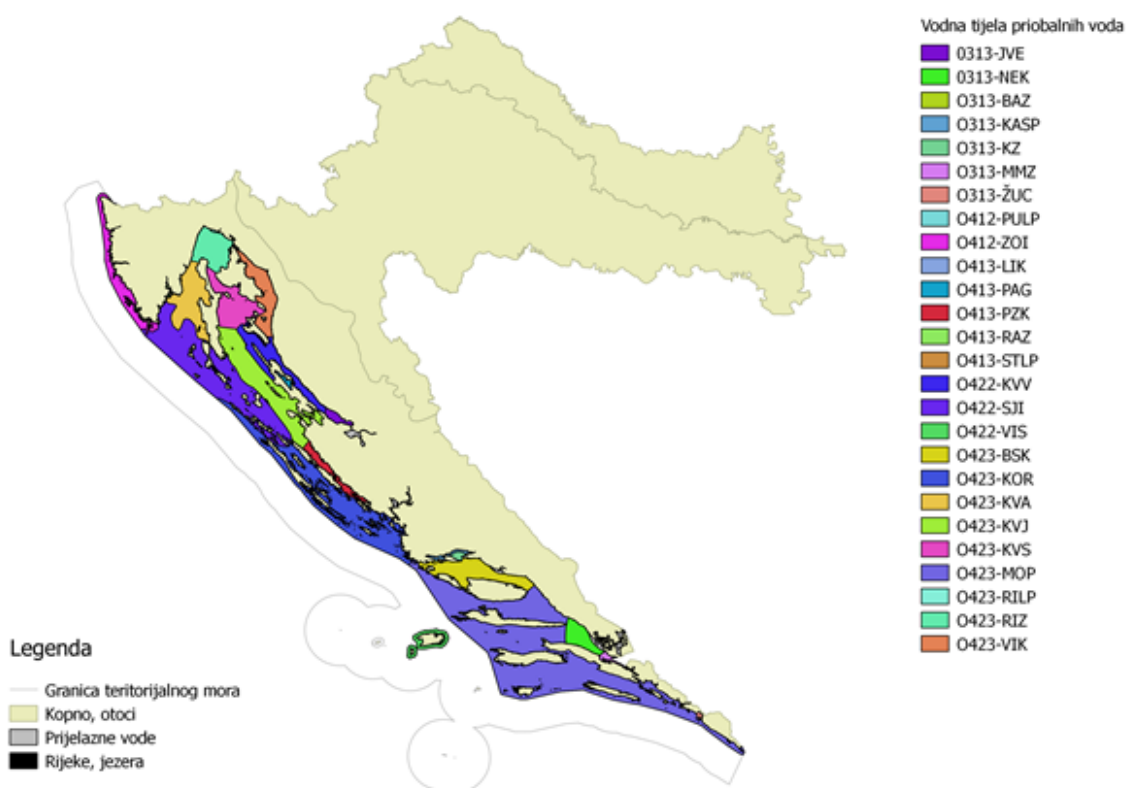 Vodna tijela priobalnih voda
0313-JVE
0313-NEK
O313-BAZ
O313-KASP
O313-KZ
O313-MMZ
O313-ŽUC
O412-PULP
O412-ZOI
O413-LIK
O413-PAG
O413-PZK
O413-RAZ
O413-STLP
O422-KVV
O422-SJI
O422-VIS
O423-BSK
O423-KOR
O423-KVA
O423-KVJ
O423-KVS
O423-MOP
O423-RILP
O423-RIZ
O423-VIK
Legenda
Granica teritorijalnog mora
Kopno, otoci
Prijelazne vode
Rijeke, jezera